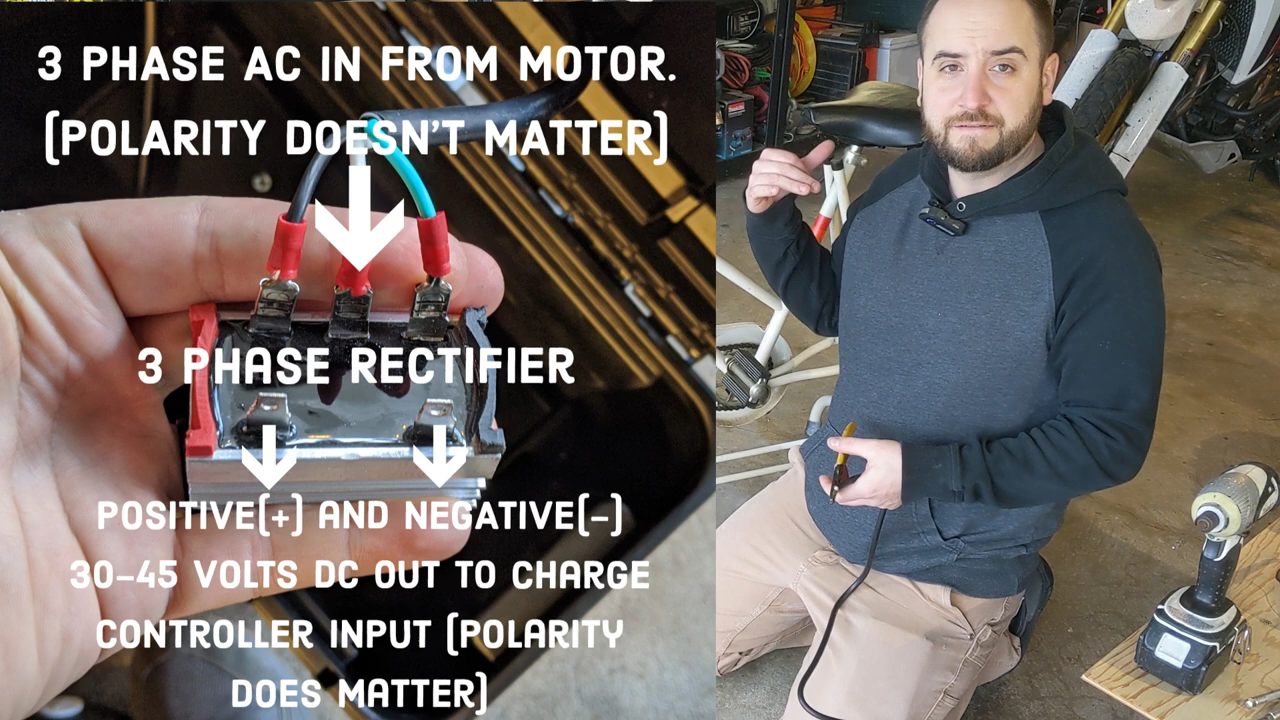 3 PHASE AC IN FROM MOTOR.
(POLARITY DOESN'T MATTER)
3 PHASE RECTIFIER
POSITIVE(+) AND NEGATIVE(-)
30-45 VOLTS DC OUT TO CHARGE
CONTROLLER INPUT (POLARITY
DOES MATTER)